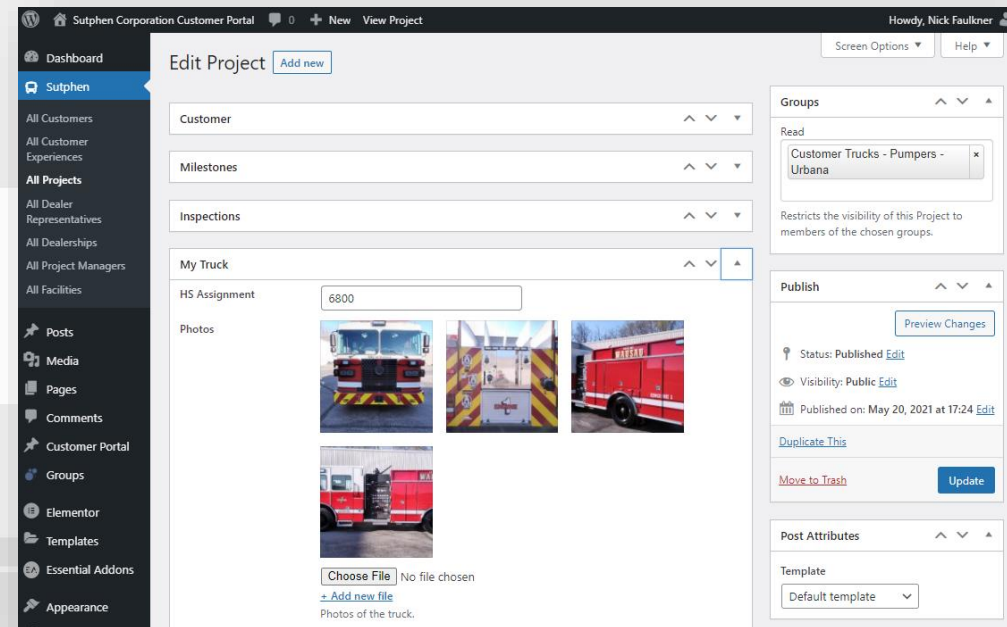 Sutphen Corporation Customer Portal 0 New View Project Howdy, Nick Faulkner
Dashboard
Sutphen
All Customers
All Customer
Experiences
All Projects
All Dealer
Representatives
All Dealerships
All Project Managers
All Facilities
Posts
Media
Pages
Comments
Customer Portal
Groups
Elementor
Templates
Essential Addons
Appearance
Screen Options Help
Edit Project Add new
Customer
Milestones
Inspections
My Truck
HS Assignment 6800
Photos
WARSAW
Choose File No file chosen
+ Add new file
Photos of the truck.
Groups
Read
Customer Trucks - Pumpers - ×
Urbana
Restricts the visibility of this Project to
members of the chosen groups.
Publish
Preview Changes
Status: Published Edit
Visibility: Public Edit
Published on: May 20, 2021 at 17:24 Edit
Duplicate This
Move to Trash Update
Post Attributes
Template
Default template